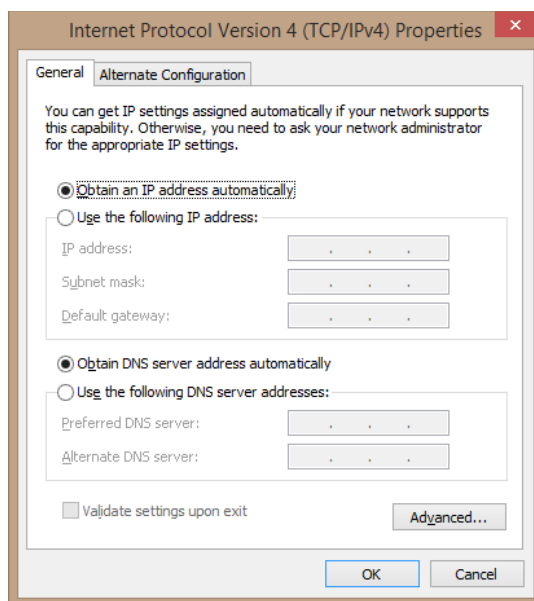 Internet Protocol Version 4 (TCP/IPv4) Properties
General
Alternate Configuration
You can get IP settings assigned automatically if your network supports
this capability. Otherwise, you need to ask your network administrator
for the appropriate IP settings.
Obtain an IP address automatically
Use the following IP address:
IP address:
Subnet mask:
Default gateway:
Obtain DNS server address automatically
Use the following DNS server addresses:
Preferred DNS server:
Alternate DNS server:
Validate settings upon exit
Advanced...
OK
Cancel